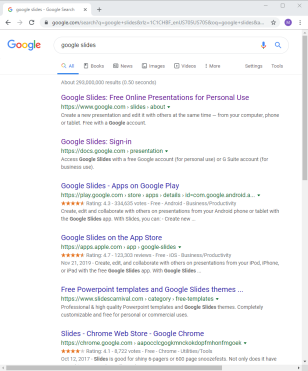 google slides - Google Search
google.com/search?q=google+slides&rlz=1C1CHBF_enUS705US705&oq=google+slides&a...
Google
google slides
All Books News Images Videos More Settings Tools
About 293,000,000 results (0.50 seconds)
Google Slides: Free Online Presentations for Personal Use
https://www.google.com › slides › about
Create a new presentation and edit it with others at the same time — from your computer, phone
or tablet. Free with a Google account.
Google Slides: Sign-in
https://docs.google.com › presentation
Access Google Slides with a free Google account (for personal use) or G Suite account (for
business use).
Google Slides - Apps on Google Play
https://play.google.com › store › apps › details › id=com.google.android.a...
Rating: 4.3 - 334,635 votes - Free - Android - Business/Productivity
Create, edit and collaborate with others on presentations from your Android phone or tablet with
the Google Slides app. With Slides, you can - Create new ...
Google Slides on the App Store
https://apps.apple.com › app › google-slides
Rating: 4.7 - 123,303 reviews - Free - iOS - Business/Productivity
Nov 21, 2019 - Create, edit, and collaborate with others on presentations from your iPod, iPhone,
or iPad with the free Google Slides app. With Google Slides ...
Free Powerpoint templates and Google Slides themes ...
https://www.slidescarnival.com › category › free-templates
Professional & high quality Powerpoint templates and Google Slides themes. Completely
customizable and free for personal or commercial uses.
Slides - Chrome Web Store - Google Chrome
https://chrome.google.com
Rating: 4.1 - 8,722 votes - Free - Chrome - Utilities/Tools
Oct 12, 2017 - Slides is good for shiny 6-pagers or 600 page snoozefests. Not only does it have